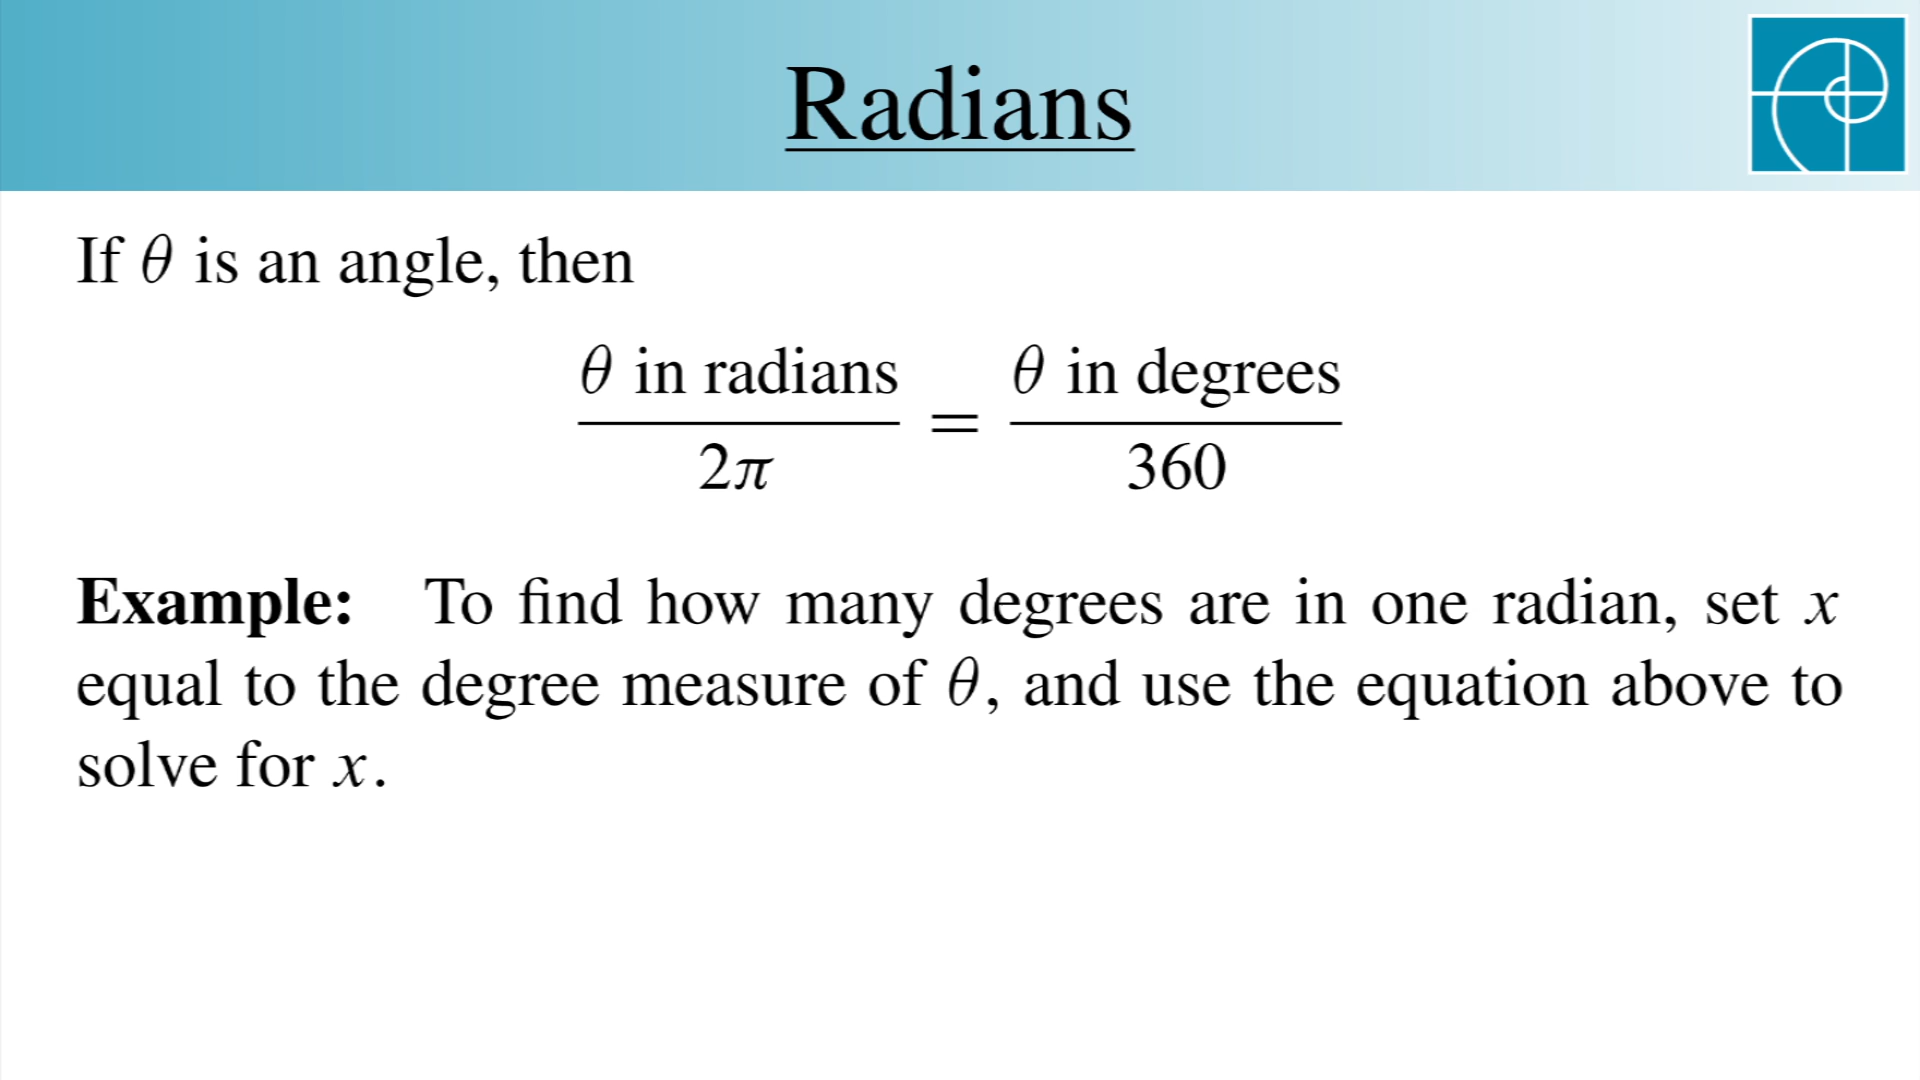 Radians
If θ is an angle, then
θ in radians / 2π = θ in degrees / 360
Example: To find how many degrees are in one radian, set x
equal to the degree measure of θ, and use the equation above to
solve for x.